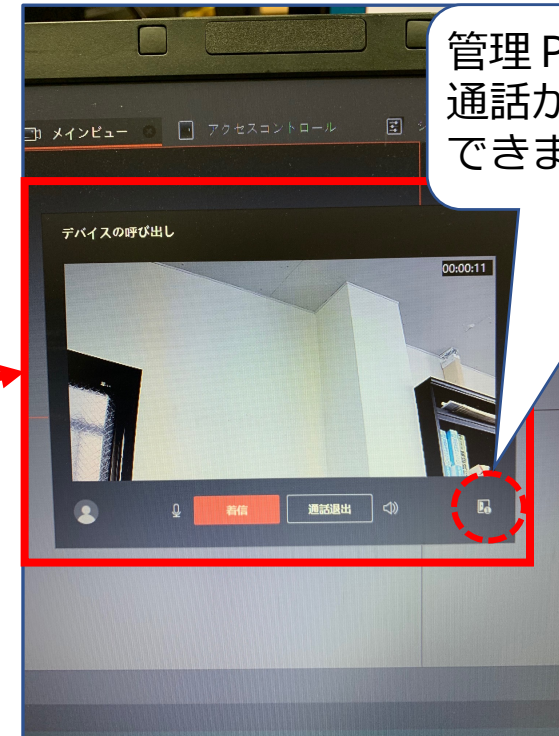 管理P
通話か
できま
メインビュー
アクセスコントロール
デバイスの呼び出し
00:00:11
着信
通話退出